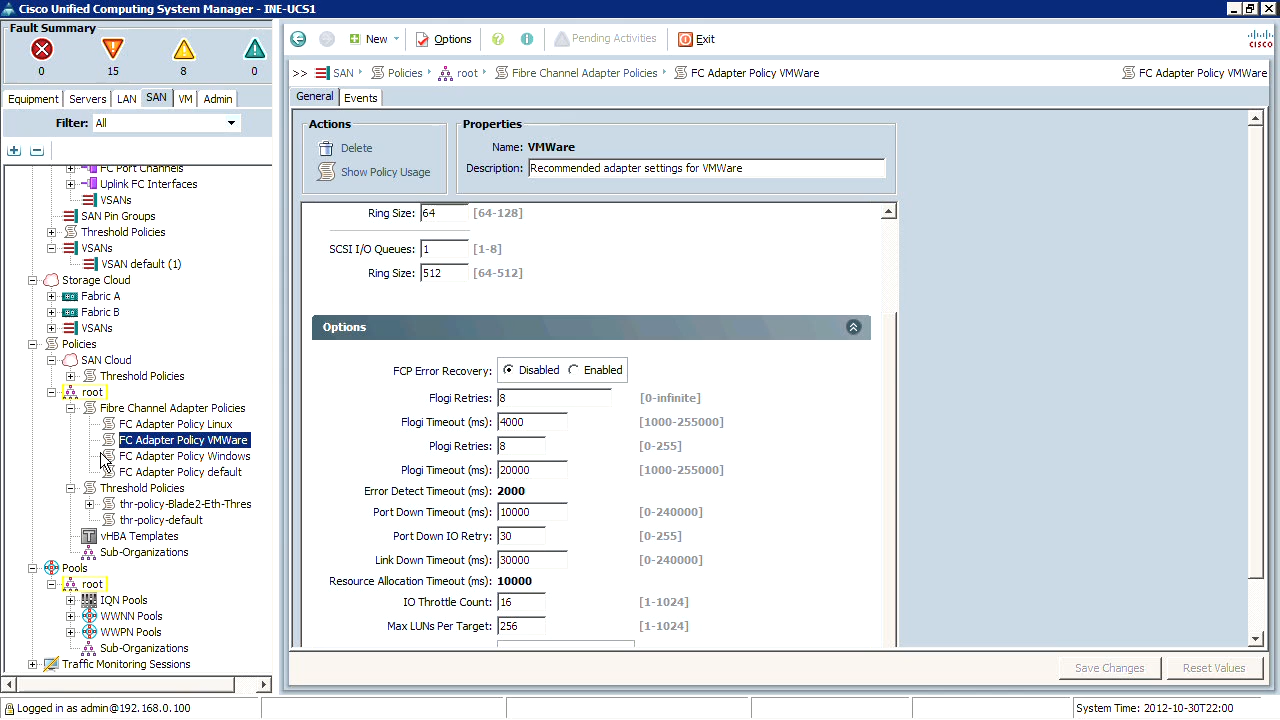 Cisco Unified Computing System Manager - INE-UCS1
Fault Summary
0 15 8 0
New Options Pending Activities Exit
CISCO
>> SAN Policies root Fibre Channel Adapter Policies FC Adapter Policy VMWare
FC Adapter Policy VMWare
Equipment Servers LAN SAN VM Admin
Filter: All
FC Port Channels
Uplink FC Interfaces
VSANs
SAN Pin Groups
Threshold Policies
VSANs
VSAN default (1)
Storage Cloud
Fabric A
Fabric B
VSANs
Policies
SAN Cloud
Threshold Policies
root
Fibre Channel Adapter Policies
FC Adapter Policy Linux
FC Adapter Policy VMWare
FC Adapter Policy Windows
FC Adapter Policy default
Threshold Policies
thr-policy-Blade2-Eth-Thres
thr-policy-default
vHBA Templates
Sub-Organizations
Pools
root
IQN Pools
WWNN Pools
WWPN Pools
Sub-Organizations
Traffic Monitoring Sessions
General Events
Actions
Delete
Show Policy Usage
Properties
Name: VMWare
Description: Recommended adapter settings for VMWare
Ring Size: 64 [64-128]
SCSI I/O Queues: 1 [1-8]
Ring Size: 512 [64-512]
Options
FCP Error Recovery: Disabled Enabled
Flogi Retries: 8 [0-infinite]
Flogi Timeout (ms): 4000 [1000-255000]
Plogi Retries: 8 [0-255]
Plogi Timeout (ms): 20000 [1000-255000]
Error Detect Timeout (ms): 2000
Port Down Timeout (ms): 10000 [0-240000]
Port Down IO Retry: 30 [0-255]
Link Down Timeout (ms): 30000 [0-240000]
Resource Allocation Timeout (ms): 10000
IO Throttle Count: 16 [1-1024]
Max LUNs Per Target: 256 [1-1024]
Save Changes Reset Values
Logged in as admin@192.168.0.100
System Time: 2012-10-30T22:00